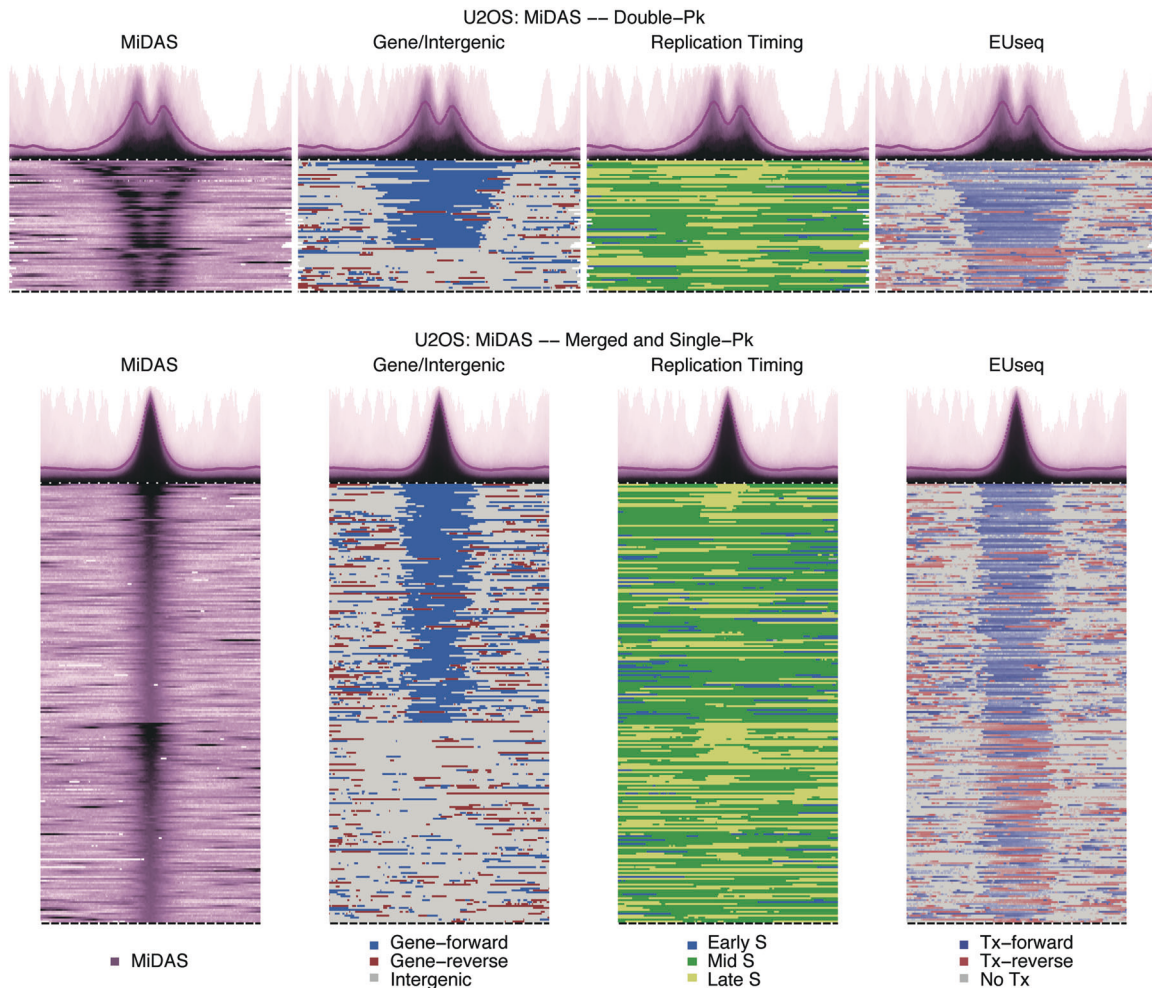 U2OS: MiDAS −− Double−Pk
MiDAS Gene/Intergenic Replication Timing EUseq
U2OS: MiDAS −− Merged and Single−Pk
MiDAS Gene/Intergenic Replication Timing EUseq
MiDAS
Gene−forward
Gene−reverse
Intergenic
Early S
Mid S
Late S
Tx−forward
Tx−reverse
No Tx